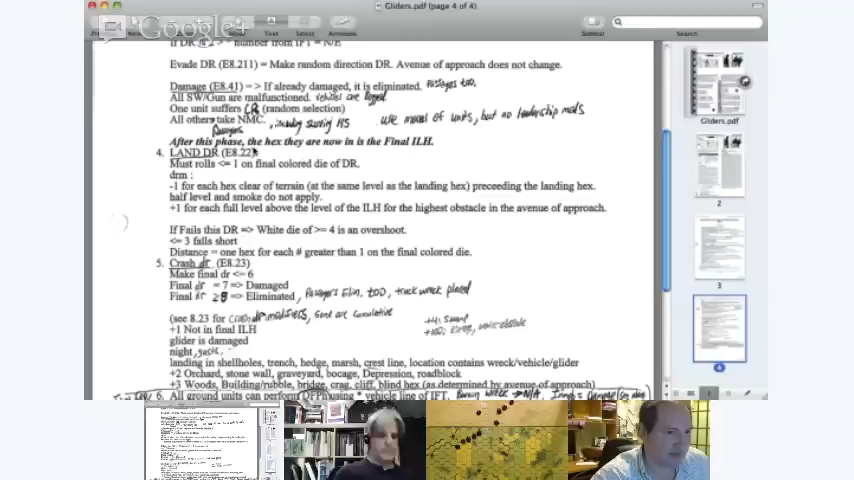 Gliders.pdf (page 4 of 4)
Google+
Evade DR (E8.211) = Make random direction DR. Avenue of approach does not change.
Damage (E8.41) => If already damaged, it is eliminated. Passengers too.
All SW/Gun are malfunctioned. vehicles are bogged
One unit suffers CR (random selection)
All others take NMC. , including surviving HS use morale of units, but no leadership mods
Passengers
After this phase, the hex they are now in is the Final ILH.
4. LAND DR (E8.22)
Must rolls <= 1 on final colored die of DR.
drm :
-1 for each hex clear of terrain (at the same level as the landing hex) preceeding the landing hex.
half level and smoke do not apply.
+1 for each full level above the level of the ILH for the highest obstacle in the avenue of approach.
If Fails this DR => White die of >= 4 is an overshoot.
<= 3 falls short
Distance = one hex for each # greater than 1 on the final colored die.
5. Crash dr (E8.23)
Make final dr <= 6
Final dr = 7 => Damaged
Final dr ≥8 => Eliminated , Passengers Elim. too, truck wreck placed
(see 8.23 for crash dr modifiers, some are cumulative
+1 Not in final ILH
glider is damaged
night, gusts.
landing in shellholes, trench, hedge, marsh, crest line, location contains wreck/vehicle/glider
+2 Orchard, stone wall, graveyard, bocage, Depression, roadblock
+3 Woods, Building/rubble, bridge, crag, cliff, blind hex (as determined by avenue of approach)
6. All ground units can perform DFPh using * vehicle line of IFT.
Gliders.pdf
2
3
4